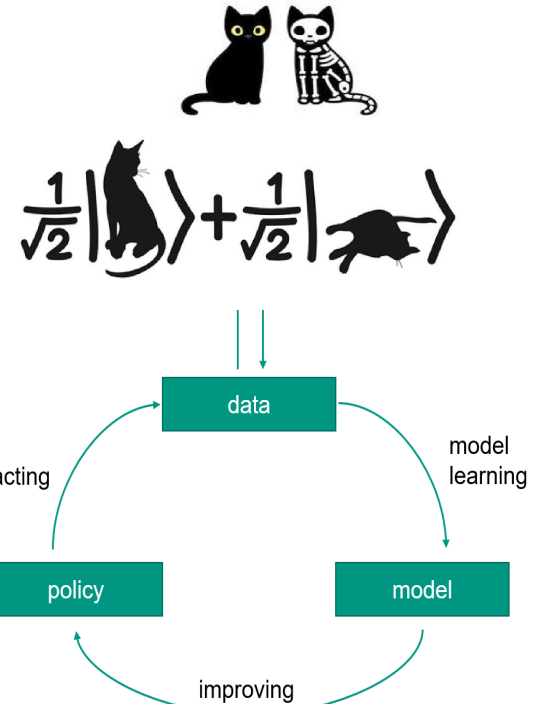 1/√2|⟩+1/√2|⟩
data
acting
model
learning
policy
model
improving